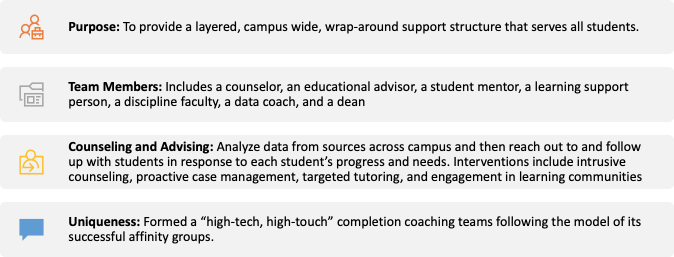 Purpose: To provide a layered, campus wide, wrap-around support structure that serves all students.
Team Members: Includes a counselor, an educational advisor, a student mentor, a learning support
person, a discipline faculty, a data coach, and a dean
Counseling and Advising: Analyze data from sources across campus and then reach out to and follow
up with students in response to each student’s progress and needs. Interventions include intrusive
counseling, proactive case management, targeted tutoring, and engagement in learning communities
Uniqueness: Formed a “high-tech, high-touch” completion coaching teams following the model of its
successful affinity groups.